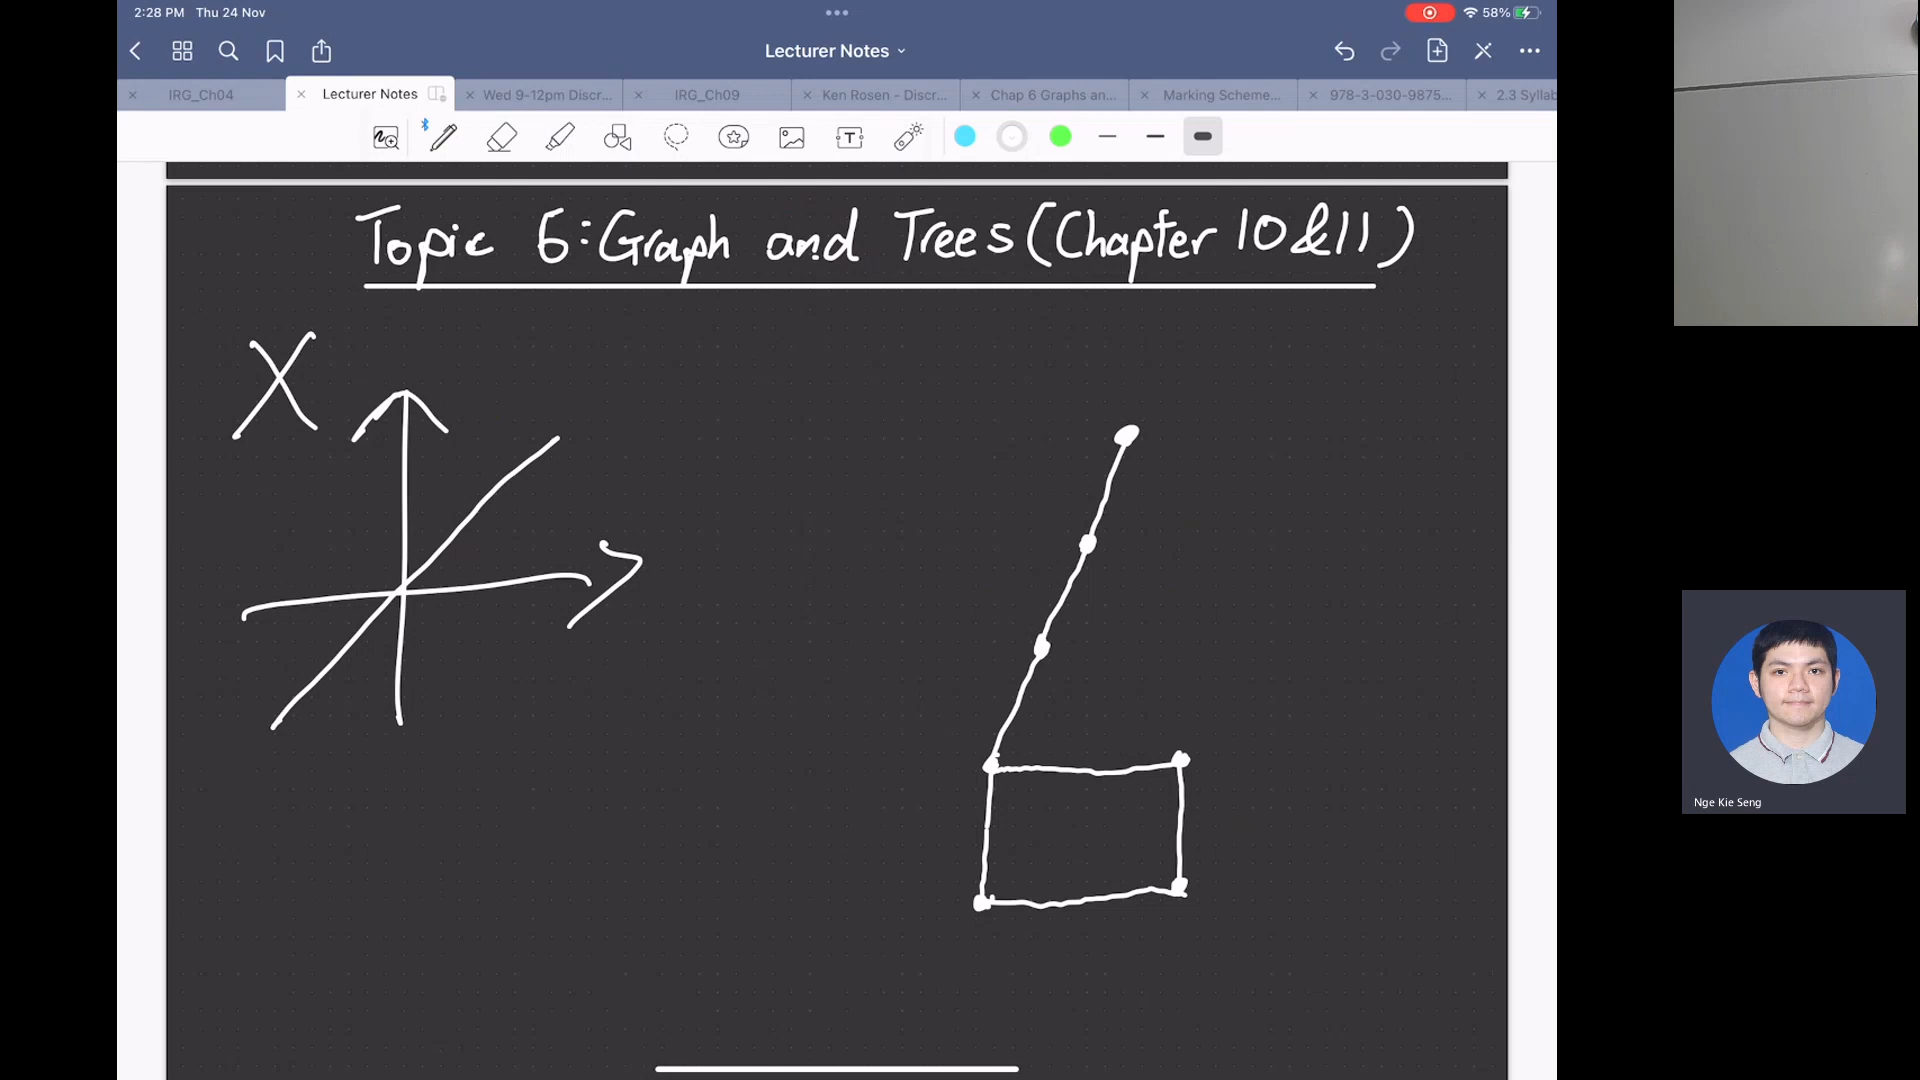 2:28 PM Thu 24 Nov
58%
Lecturer Notes
IRG_Ch04
Lecturer Notes
Wed 9-12pm Discr...
IRG_Ch09
Ken Rosen - Discr...
Chap 6 Graphs an...
Marking Scheme...
978-3-030-9875...
2.3 Syllab
T
Topic 6: Graph and Trees (Chapter 10 & 11)
X
Nge Kie Seng